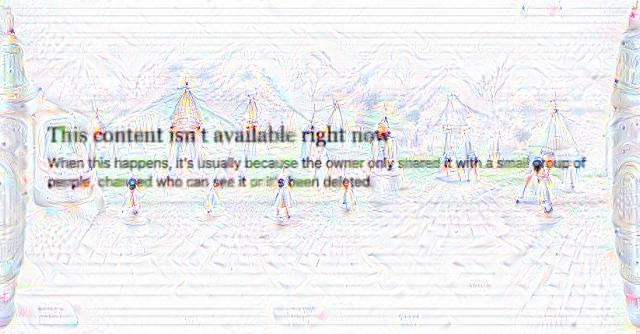 This content isn't available right now
When this happens, it's usually because the owner only shares it with a small group of
people, changed who can see it or it's been deleted.